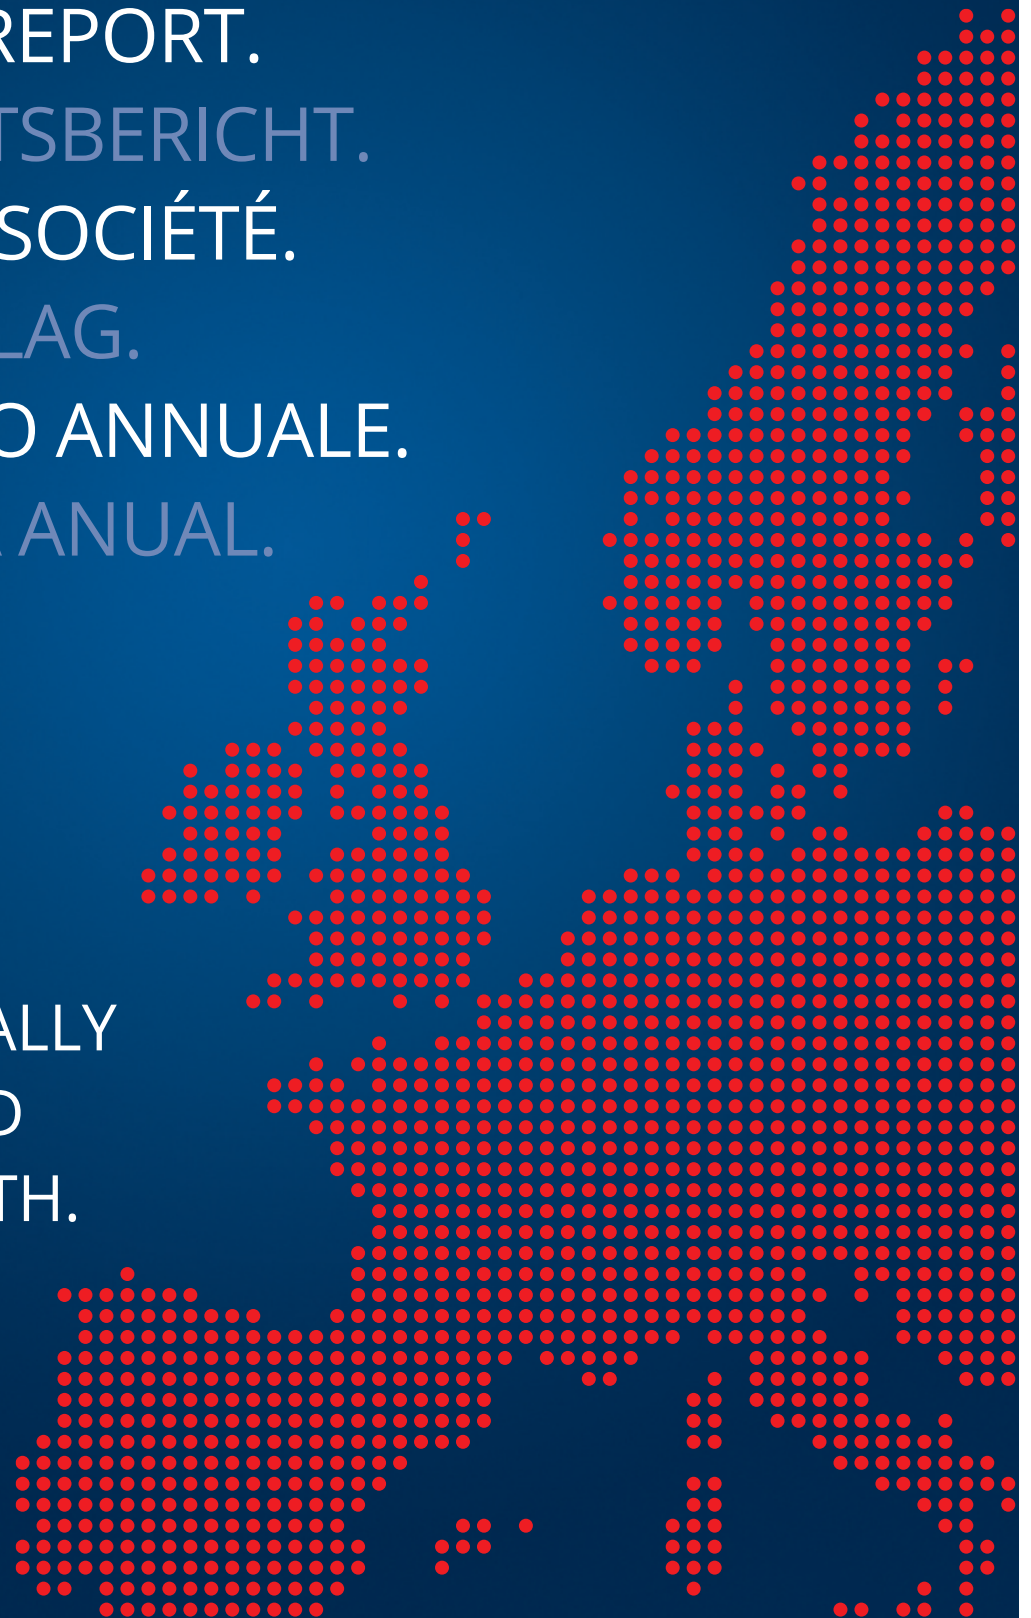 REPORT.
TSBERICHT.
SOCIÉTÉ.
LAG.
O ANNUALE.
ANUAL.
ALLY
D
TH.